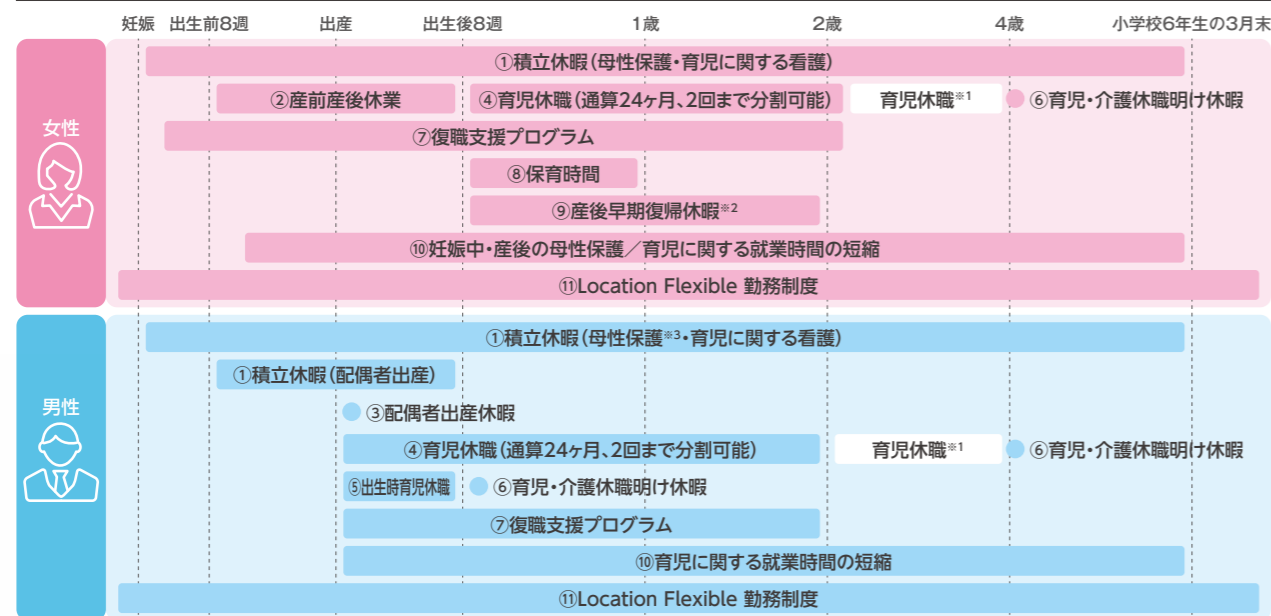 妊娠 出生前8週 出産 出生後8週 1歳 2歳 4歳 小学校6年生の3月末
女性
①積立休暇(母性保護・育児に関する看護)
②産前産後休業 ④育児休職(通算24ヶ月、2回まで分割可能) 育児休職※1 ⑥育児・介護休職明け休暇
⑦復職支援プログラム
⑧保育時間
⑨産後早期復帰休暇※2
⑩妊娠中・産後の母性保護／育児に関する就業時間の短縮
⑪Location Flexible 勤務制度
男性
①積立休暇(母性保護※3・育児に関する看護)
①積立休暇(配偶者出産)
③配偶者出産休暇
④育児休職(通算24ヶ月、2回まで分割可能) 育児休職※1 ⑥育児・介護休職明け休暇
⑤出生時育児休職 ⑥育児・介護休職明け休暇
⑦復職支援プログラム
⑩育児に関する就業時間の短縮
⑪Location Flexible 勤務制度